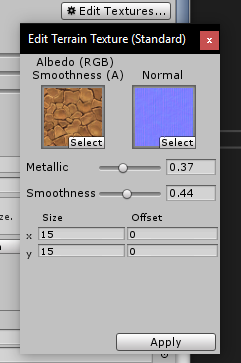 Edit Textures...
Edit Terrain Texture (Standard)
x
Albedo (RGB)
Smoothness (A)
Normal
Select
Select
Metallic
0.37
Smoothness
0.44
Size
Offset
x
15
0
y
15
0
ze.
Apply